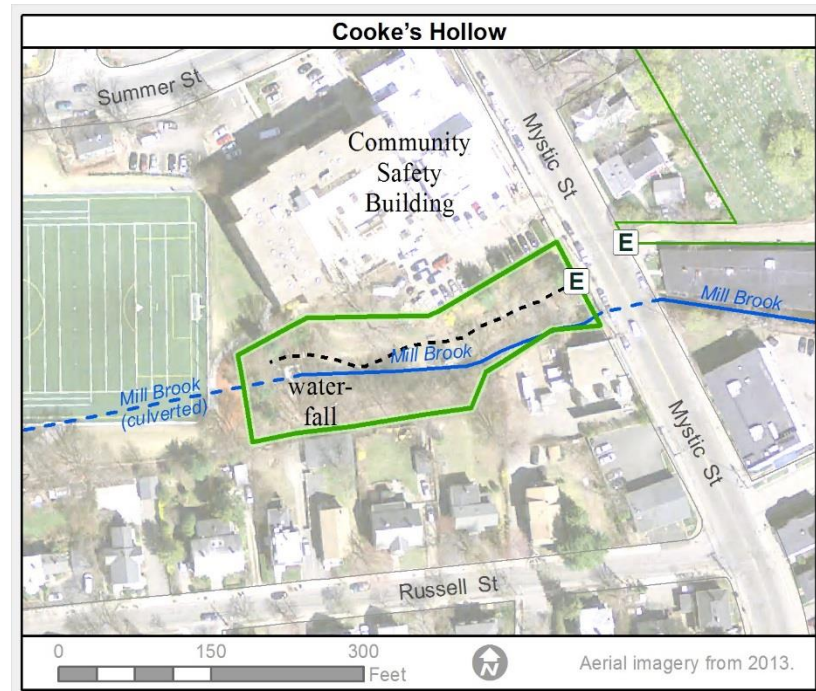 Cooke's Hollow
Summer St
Community
Safety
Building
Mystic St
E
E
Mill Brook
Mill Brook
Mill Brook
(culverted)
water-
fall
Mystic St
Russell St
0 150 300
Feet
N
Aerial imagery from 2013.